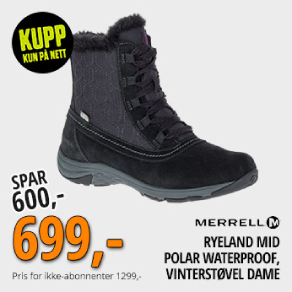 KUPP
KUN PÅ NETT
SPAR
600,-
699,-
Pris for ikke-abonnenter 1299,-
MERRELL
RYELAND MID
POLAR WATERPROOF,
VINTERSTØVEL DAME